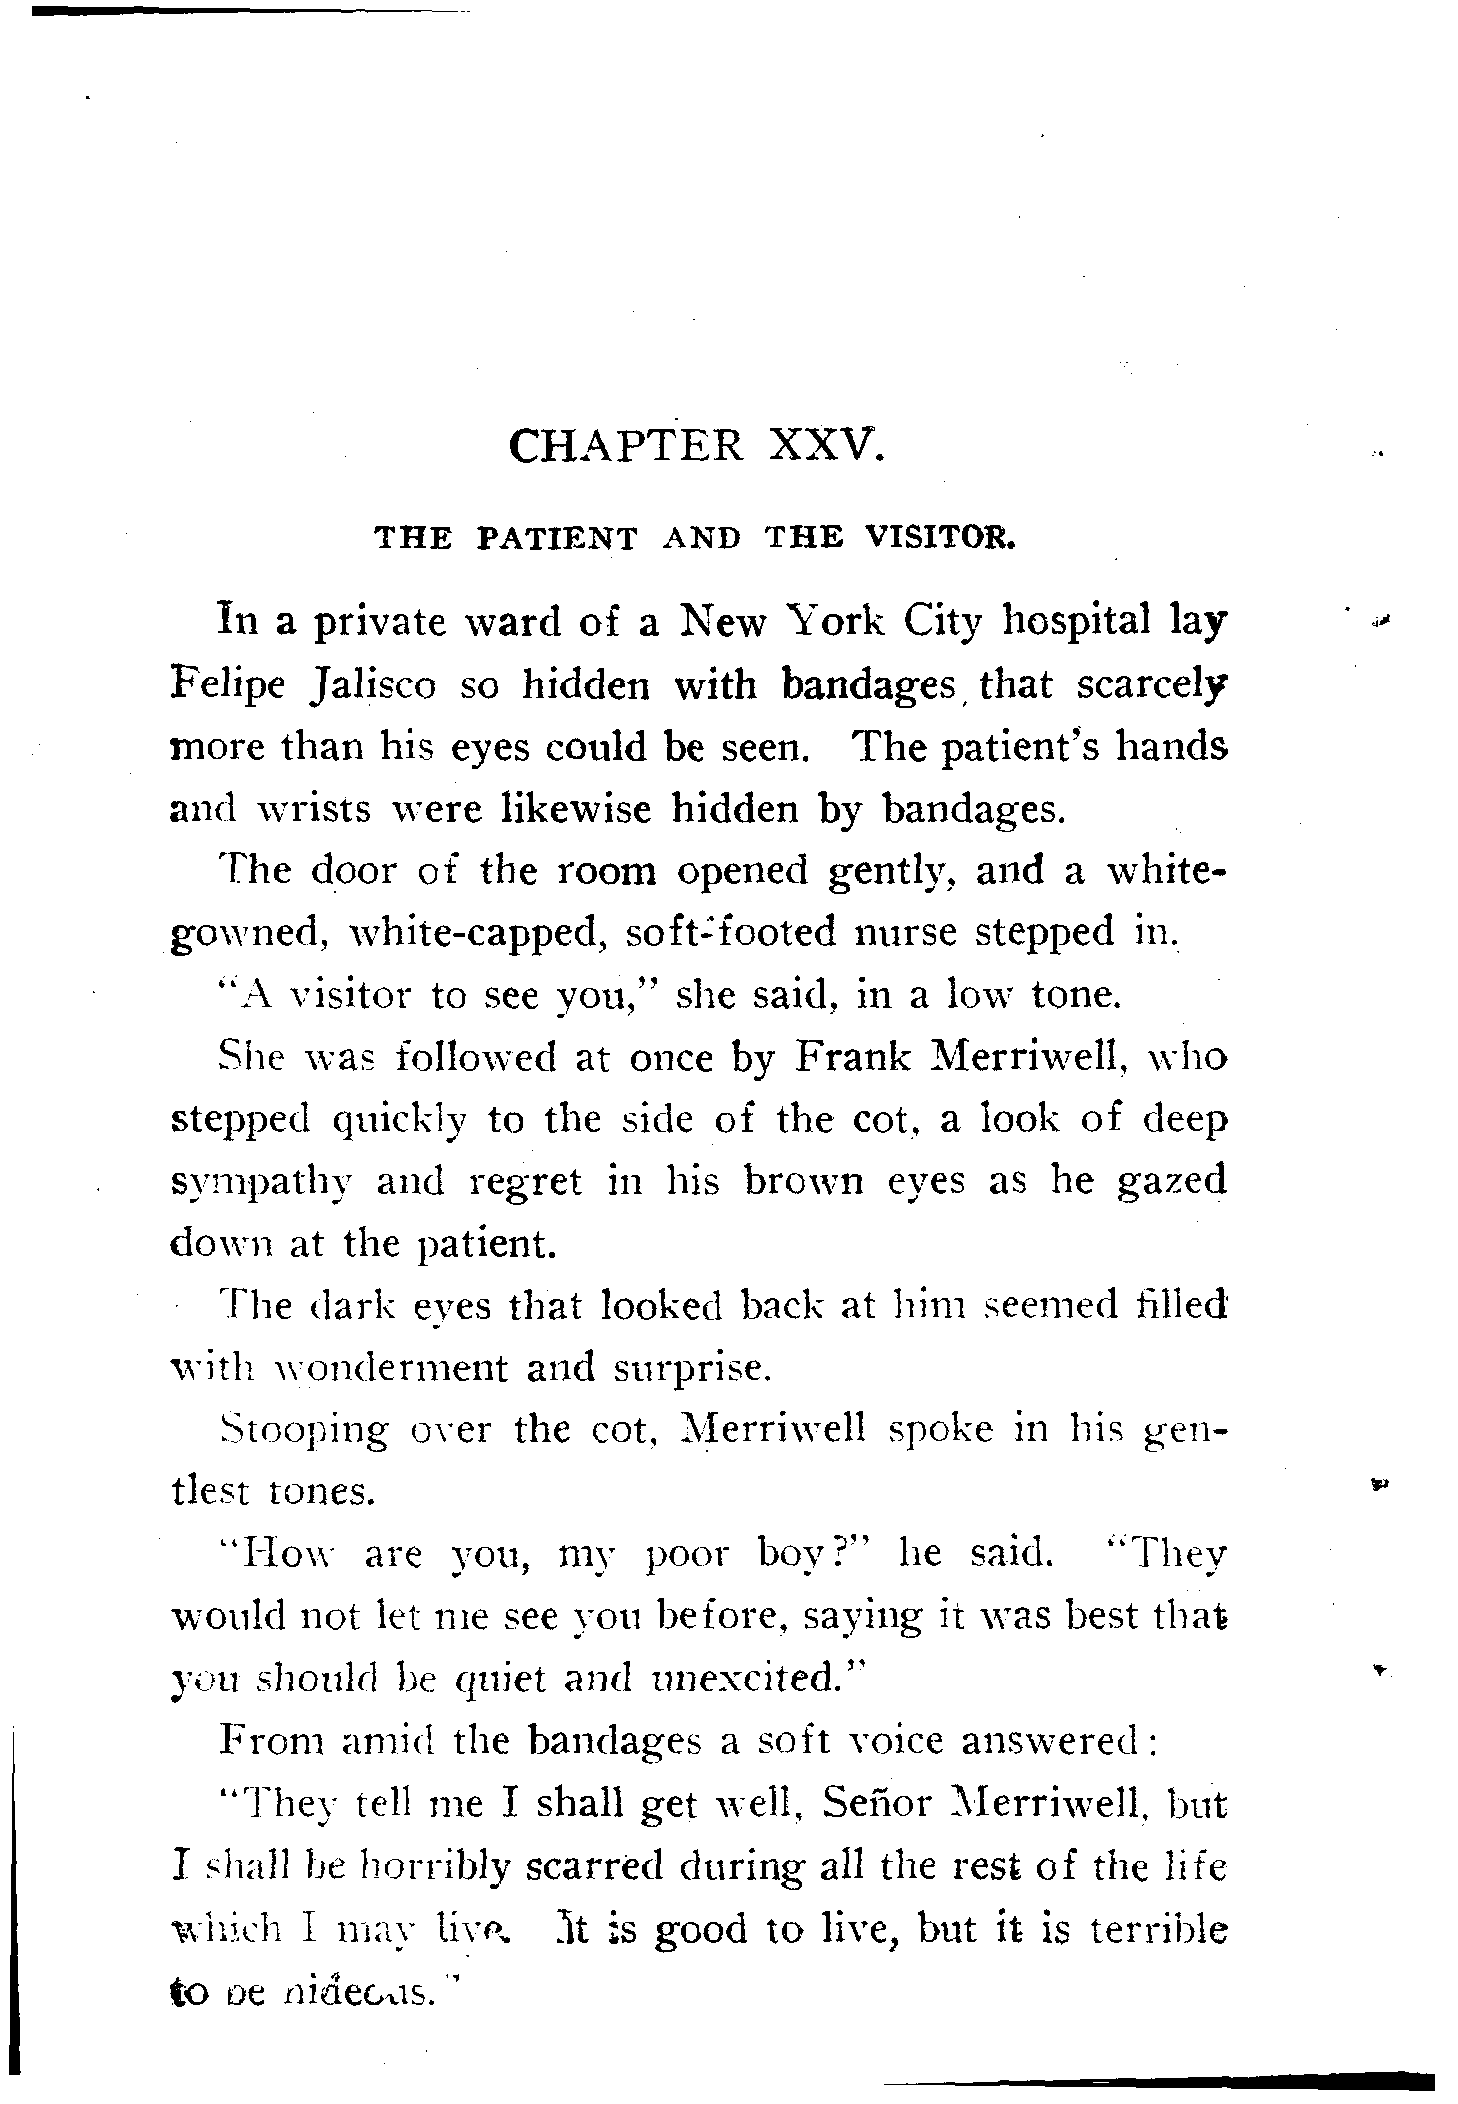 CHAPTER XXV.
THE PATIENT AND THE VISITOR.
In a private ward of a New York City hospital lay
Felipe Jalisco so hidden with bandages that scarcely
more than his eyes could be seen. The patient's hands
and wrists were likewise hidden by bandages.
The door of the room opened gently, and a white-
gowned, white-capped, soft-footed nurse stepped in.
"A visitor to see you," she said, in a low tone.
She was followed at once by Frank Merriwell, who
stepped quickly to the side of the cot, a look of deep
sympathy and regret in his brown eyes as he gazed
down at the patient.
The dark eyes that looked back at him seemed filled
with wonderment and surprise.
Stooping over the cot, Merriwell spoke in his gen-
tlest tones.
"How are you, my poor boy?" he said. "They
would not let me see you before, saying it was best that
you should be quiet and unexcited."
From amid the bandages a soft voice answered:
"They tell me I shall get well, Señor Merriwell, but
I shall be horribly scarred during all the rest of the life
which I may live. It is good to live, but it is terrible
to be hideous."